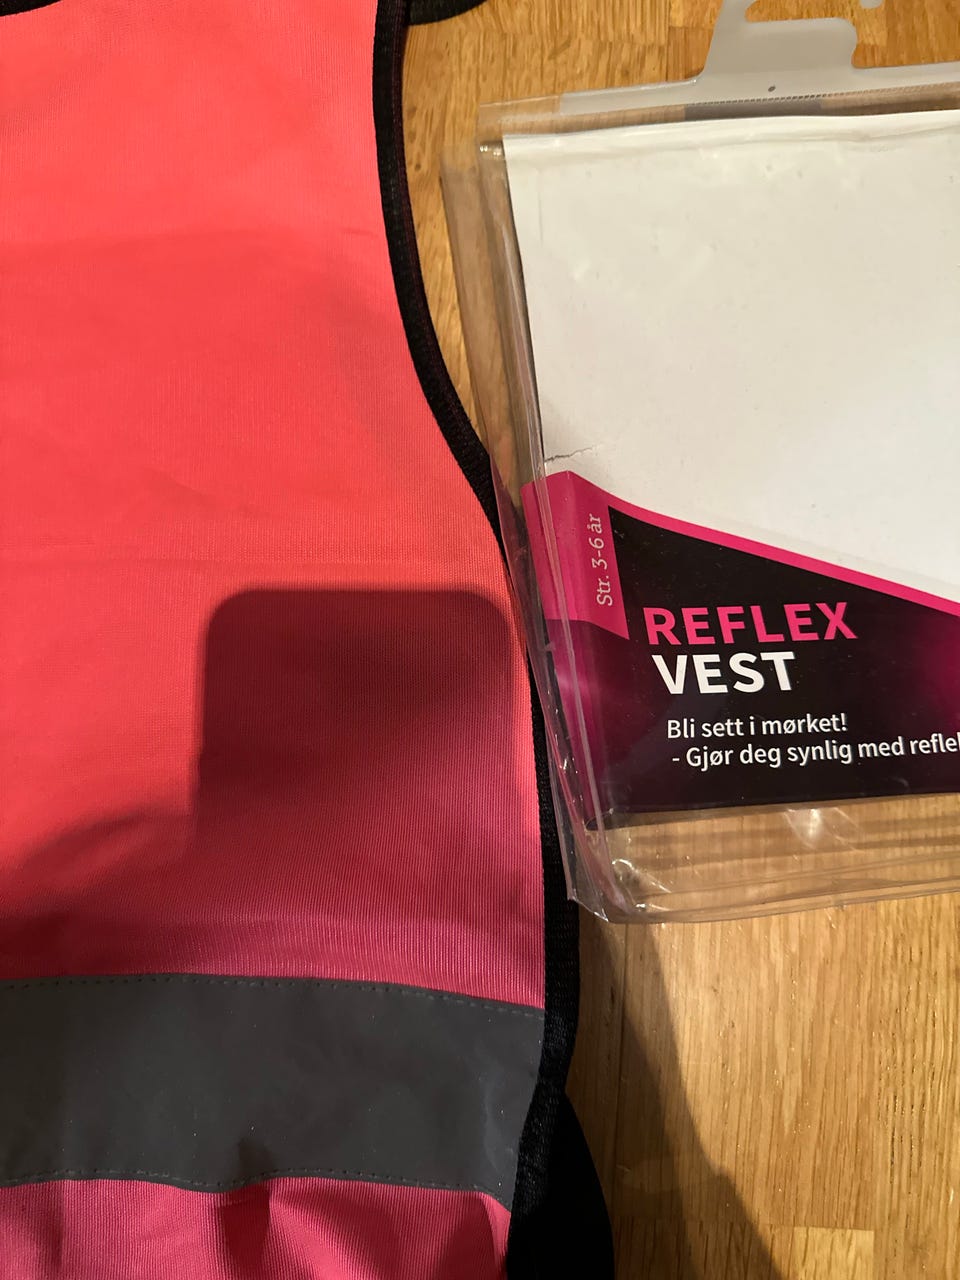 Str. 3-6 år
REFLEX
VEST
Bli sett i mørket!
- Gjør deg synlig med